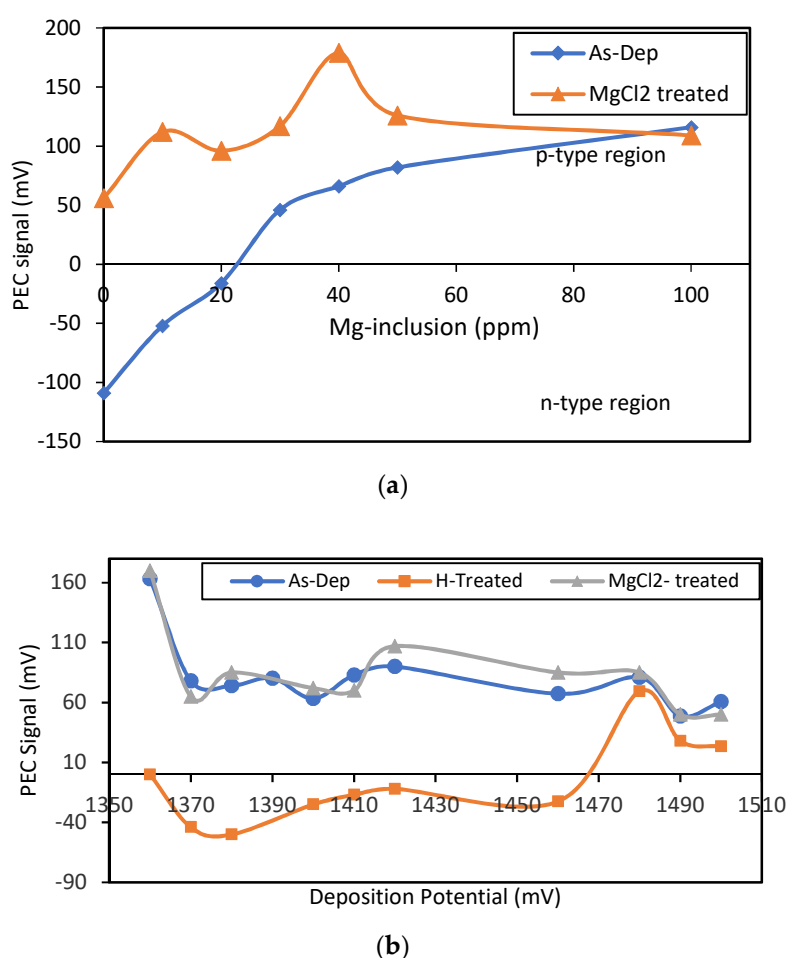 200
150
100
50
0
-50
-100
-150
PEC signal (mV)
As-Dep
MgCl2 treated
p-type region
0 20 40 60 80 100
Mg-inclusion (ppm)
n-type region
(a)
160
110
60
10
-40
-90
PEC Signal (mV)
As-Dep H-Treated MgCl2- treated
1350 1370 1390 1410 1430 1450 1470 1490 1510
Deposition Potential (mV)
(b)